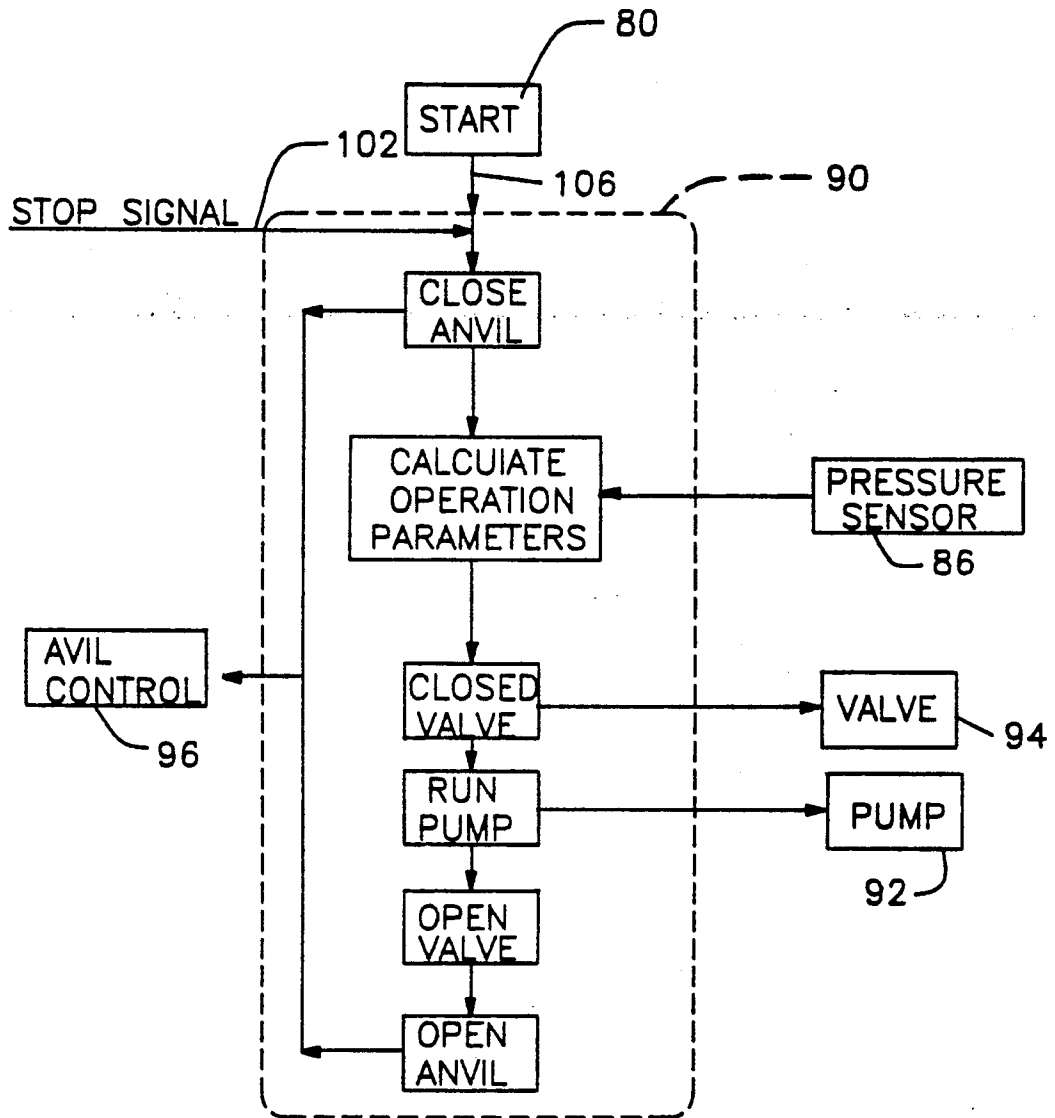 80
START
102
106
90
STOP SIGNAL
CLOSE
ANVIL
CALCUIATE
OPERATION
PARAMETERS
PRESSURE
SENSOR
86
AVIL
CONTROL
96
CLOSED
VALVE
VALVE
94
RUN
PUMP
PUMP
92
OPEN
VALVE
OPEN
ANVIL